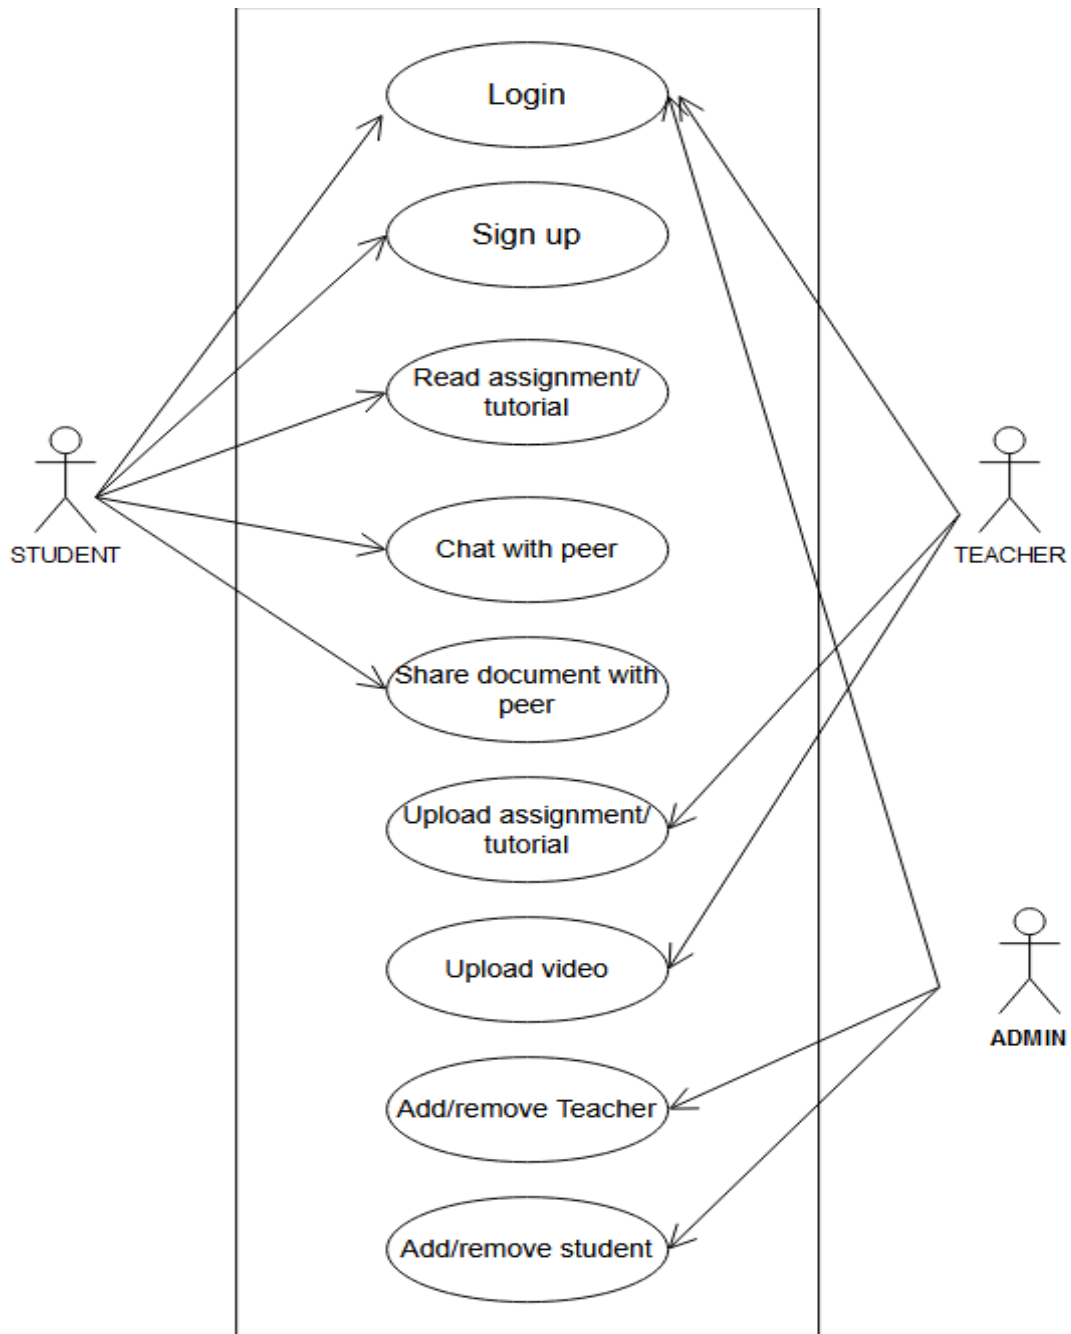 Login
Sign up
Read assignment/
tutorial
STUDENT
Chat with peer
TEACHER
Share document with
peer
Upload assignment/
tutorial
Upload video
ADMIN
Add/remove Teacher
Add/remove student